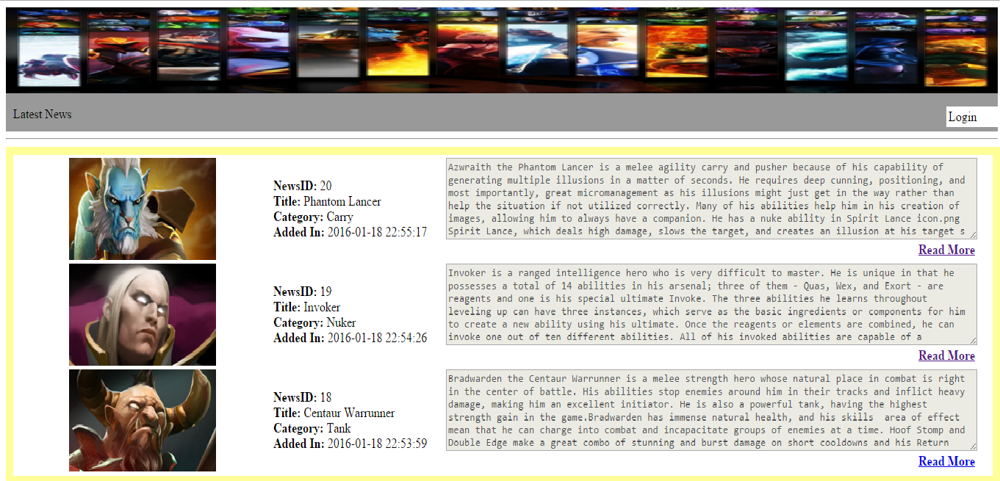 Latest News
Login
NewsID: 20
Title: Phantom Lancer
Category: Carry
Added In: 2016-01-18 22:55:17
Azwraith the Phantom Lancer is a melee agility carry and pusher because of his capability of
generating multiple illusions in a matter of seconds. He requires deep cunning, positioning, and
most importantly, great micromanagement as his illusions might just get in the way rather than
help the situation if not utilized correctly. Many of his abilities help him in his creation of
images, allowing him to always have a companion. He has a nuke ability in Spirit Lance icon.png
Spirit Lance, which deals high damage, slows the target, and creates an illusion at his target s
Read More
NewsID: 19
Title: Invoker
Category: Nuker
Added In: 2016-01-18 22:54:26
Invoker is a ranged intelligence hero who is very difficult to master. He is unique in that he
possesses a total of 14 abilities in his arsenal; three of them - Quas, Wex, and Exort - are
reagents and one is his special ultimate Invoke. The three abilities he learns throughout
leveling up can have three instances, which serve as the basic ingredients or components for him
to create a new ability using his ultimate. Once the reagents or elements are combined, he can
invoke one out of ten different abilities. All of his invoked abilities are capable of a
Read More
NewsID: 18
Title: Centaur Warrunner
Category: Tank
Added In: 2016-01-18 22:53:59
Bradwarden the Centaur Warrunner is a melee strength hero whose natural place in combat is right
in the center of battle. His abilities stop enemies around him in their tracks and inflict heavy
damage, making him an excellent initiator. He is also a powerful tank, having the highest
strength gain in the game.Bradwarden has immense natural health, and his skills  area of effect
mean that he can charge into combat and incapacitate groups of enemies at a time. Hoof Stomp and
Double Edge make a great combo of stunning and burst damage on short cooldowns and his Return
Read More